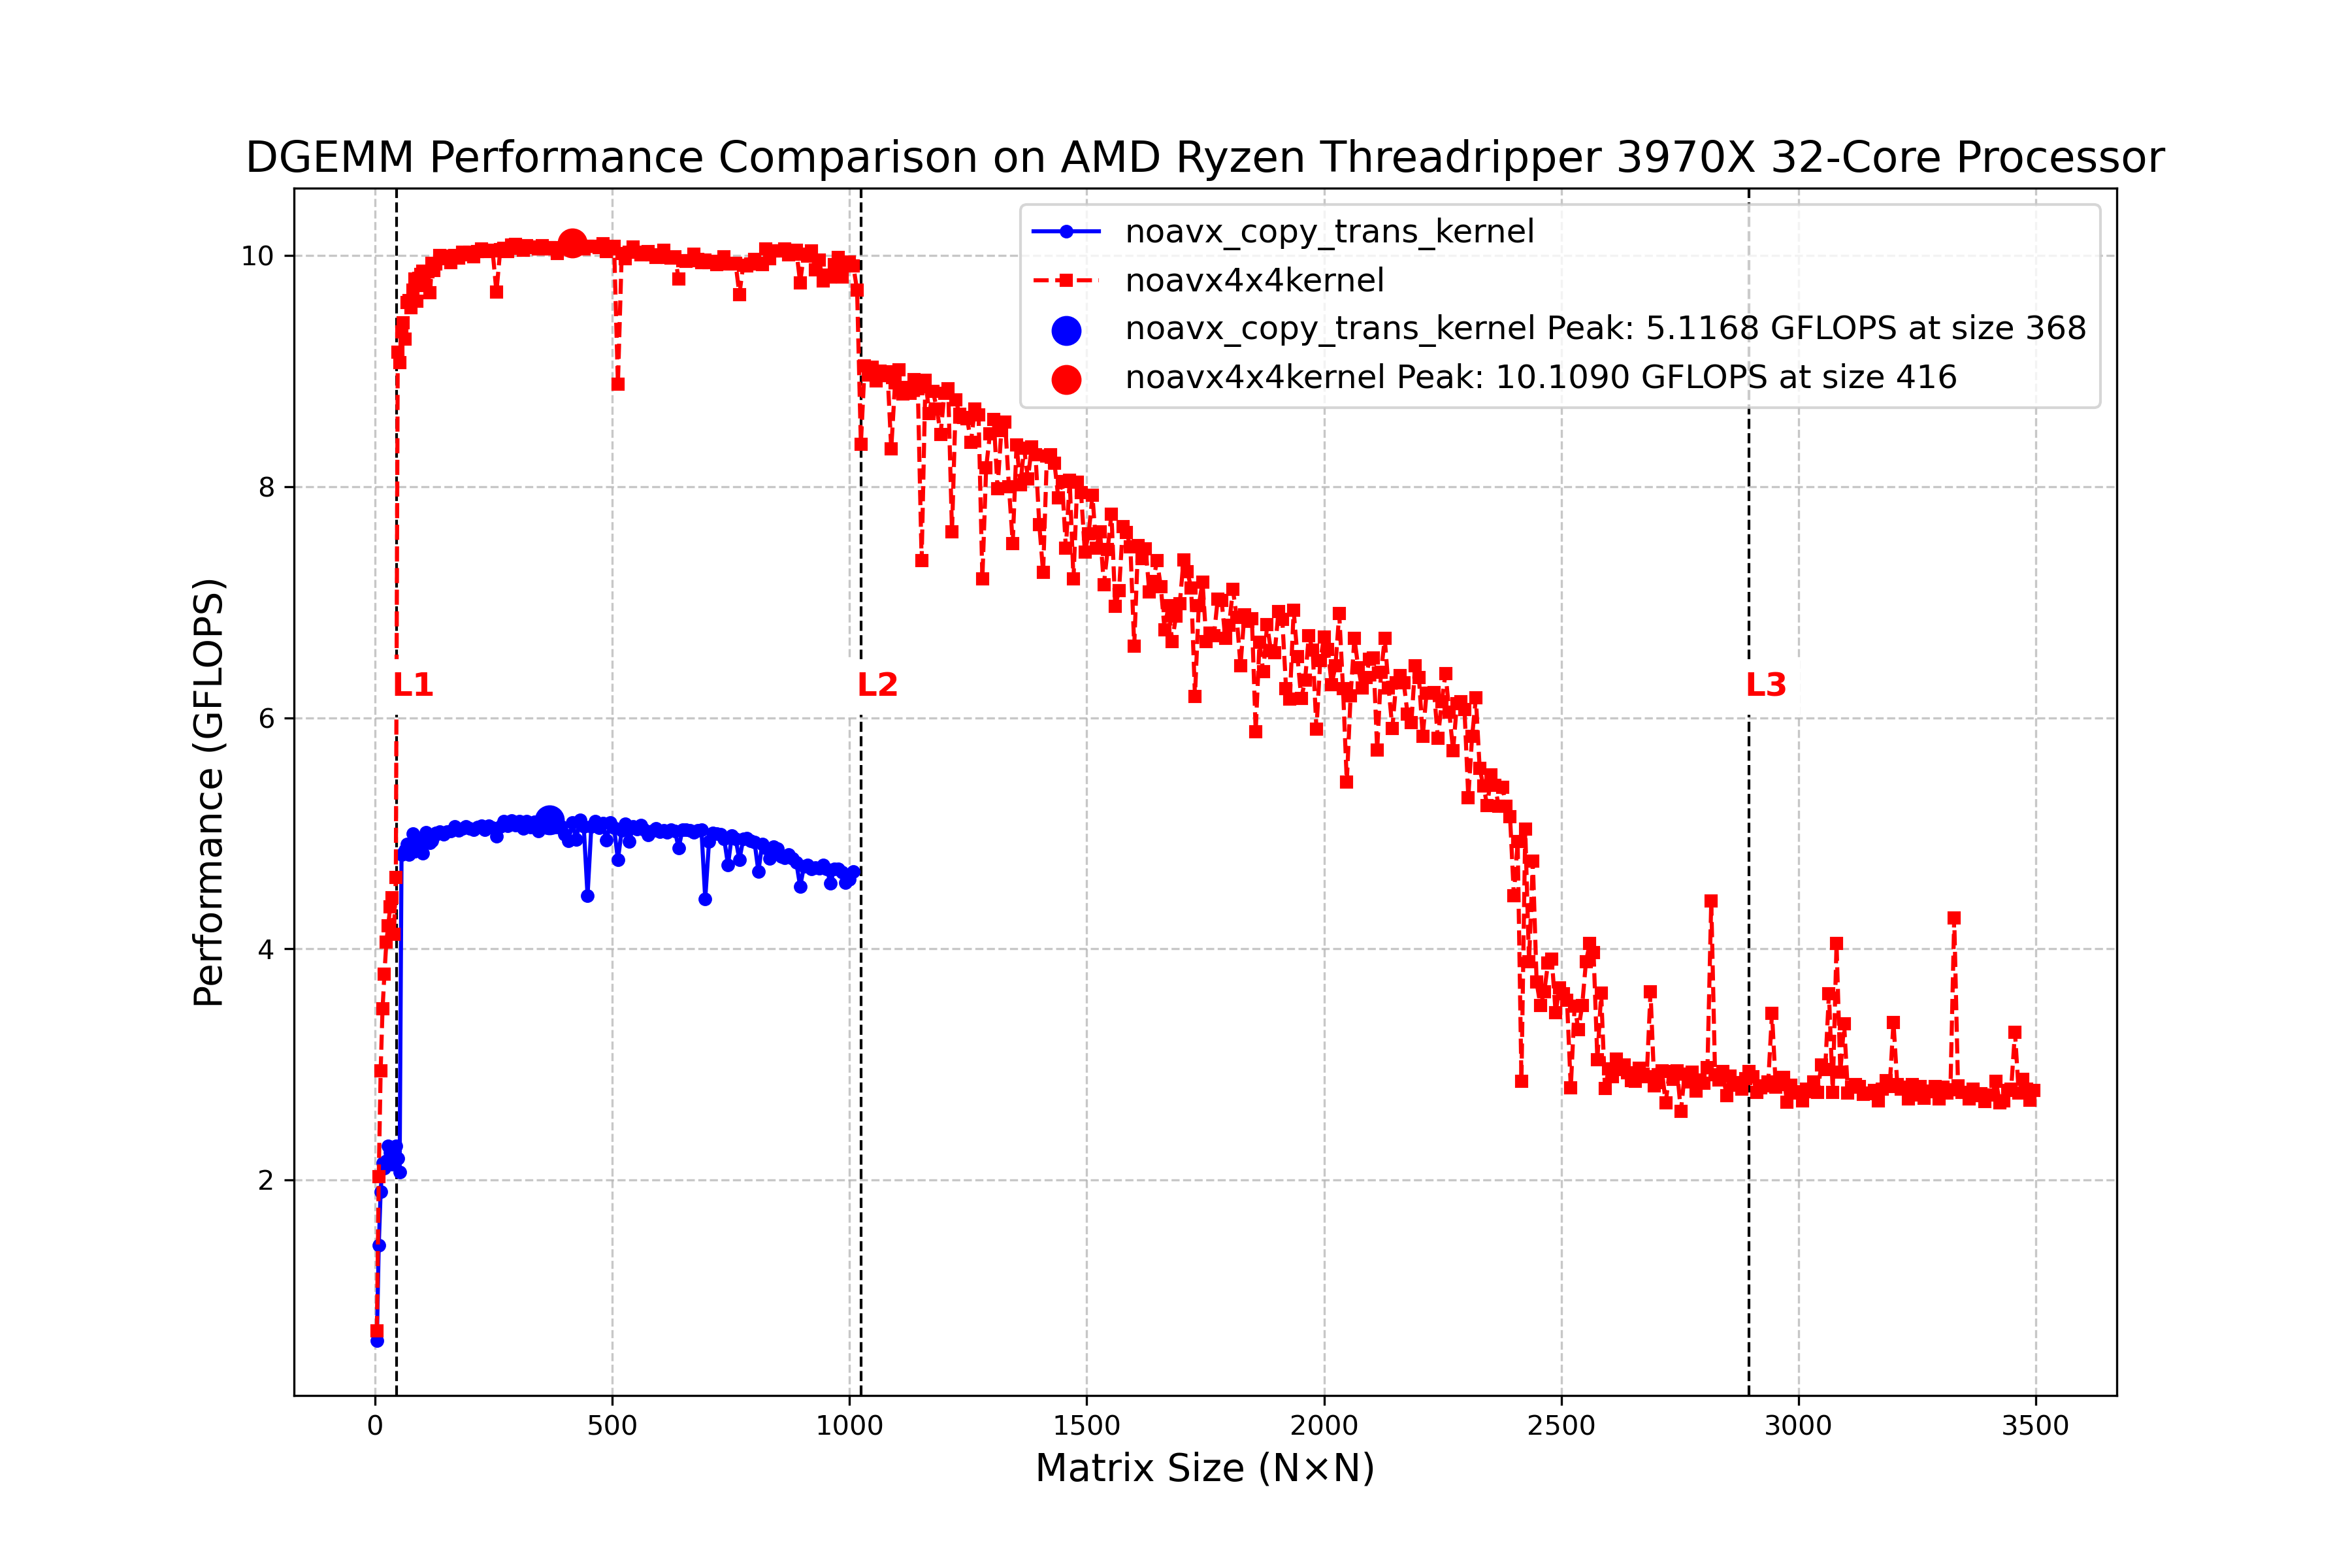 DGEMM Performance Comparison on AMD Ryzen Threadripper 3970X 32-Core Processor
noavx_copy_trans_kernel
noavx4x4kernel
noavx_copy_trans_kernel Peak: 5.1168 GFLOPS at size 368
noavx4x4kernel Peak: 10.1090 GFLOPS at size 416
Performance (GFLOPS)
10
8
6
4
2
L1
L2
L3
0
500
1000
1500
2000
2500
3000
3500
Matrix Size (N×N)